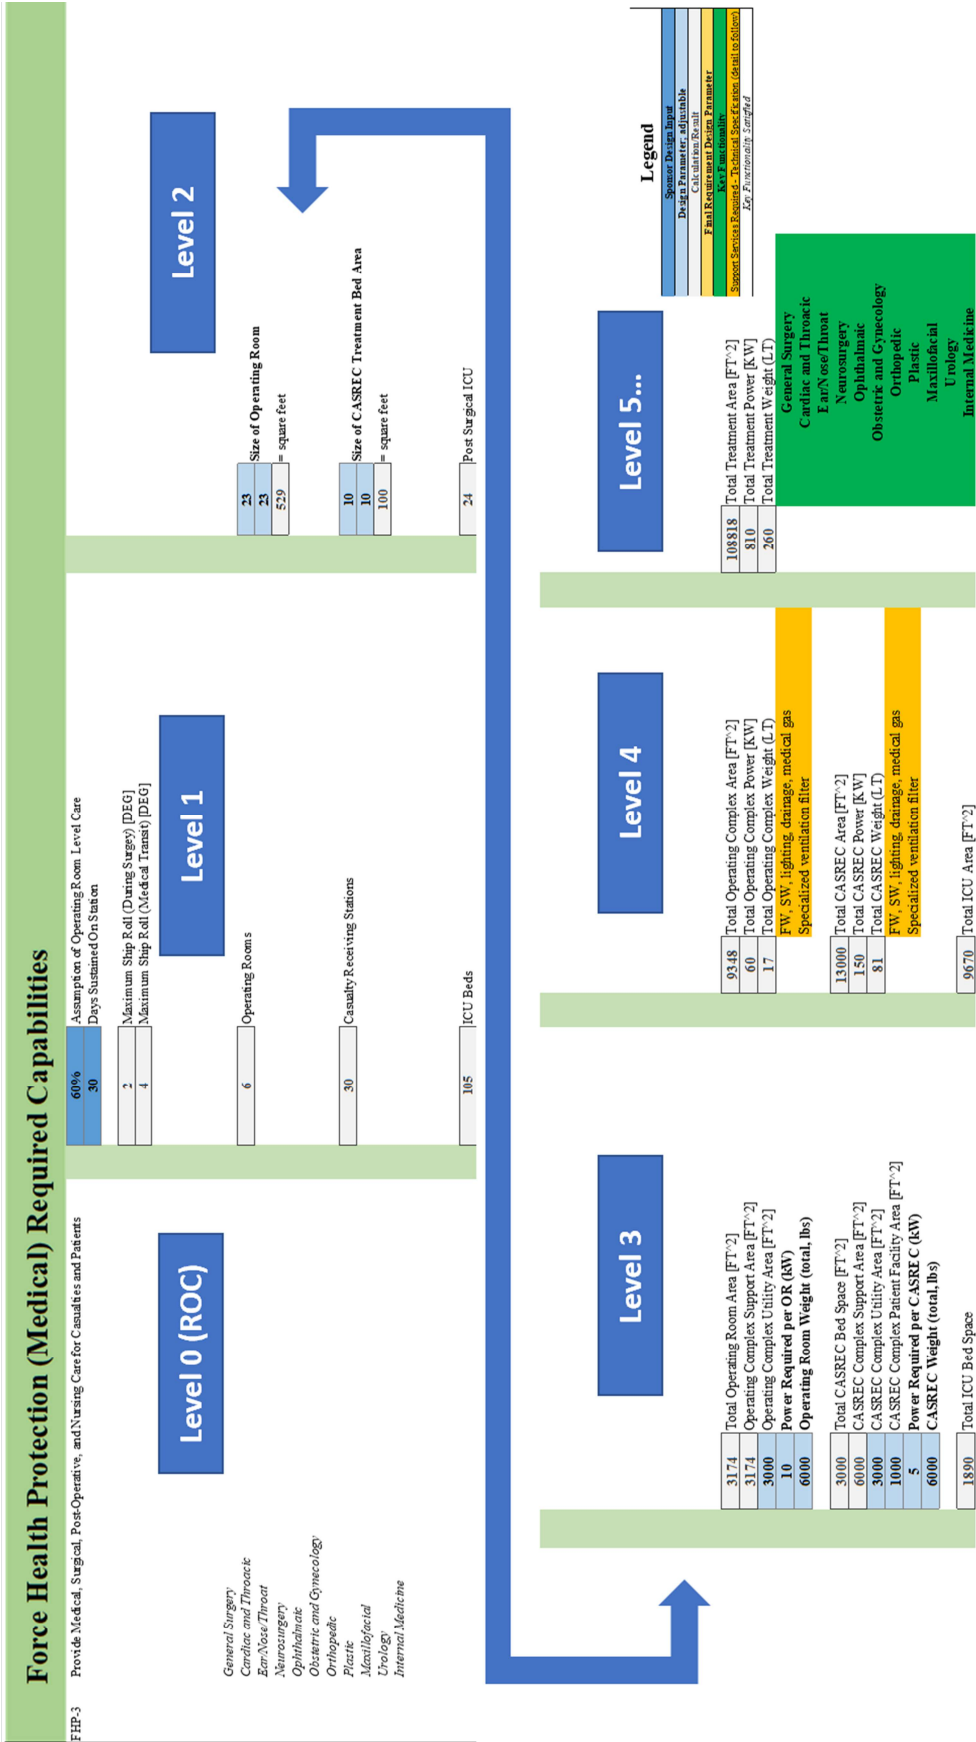 Force Health Protection (Medical) Required Capabilities
FHP-3 Provide Medical, Surgical, Post-Operative, and Nursing Care for Casualties and Patients
Level 0 (ROC)
General Surgery
Cardiac and Throacic
Ear/Nose/Throat
Neurosurgery
Ophthalmaic
Obstetric and Gynecology
Orthopedic
Plastic
Maxillofacial
Urology
Internal Medicine
60% Assumption of Operating Room Level Care
30 Days Sustained On Station
2 Maximum Ship Roll (During Surgey) [DEG]
4 Maximum Ship Roll (Medical Transit) [DEG]
Level 1
6 Operating Rooms
30 Casualty Receiving Stations
105 ICU Beds
Level 2
23 Size of Operating Room
23
529 = square feet
10 Size of CASREC Treatment Bed Area
10
100 = square feet
24 Post Surgical ICU
Level 3
3174 Total Operating Room Area [FT^2]
3174 Operating Complex Support Area [FT^2]
3000 Operating Complex Utility Area [FT^2]
10 Power Required per OR (kW)
6000 Operating Room Weight (total, lbs)
3000 Total CASREC Bed Space [FT^2]
6000 CASREC Complex Support Area [FT^2]
3000 CASREC Complex Utility Area [FT^2]
1000 CASREC Complex Patient Facility Area [FT^2]
5 Power Required per CASREC (kW)
6000 CASREC Weight (total, lbs)
1890 Total ICU Bed Space
Level 4
9348 Total Operating Complex Area [FT^2]
60 Total Operating Complex Power [KW]
17 Total Operating Complex Weight (LT)
FW, SW, lighting, drainage, medical gas
Specialized ventilation filter
13000 Total CASREC Area [FT^2]
150 Total CASREC Power [KW]
81 Total CASREC Weight (LT)
FW, SW, lighting, drainage, medical gas
Specialized ventilation filter
9670 Total ICU Area [FT^2]
Level 5...
108818 Total Treatment Area [FT^2]
810 Total Treatment Power [KW]
260 Total Treatment Weight (LT)
General Surgery
Cardiac and Throacic
Ear/Nose/Throat
Neurosurgery
Ophthalmaic
Obstetric and Gynecology
Orthopedic
Plastic
Maxillofacial
Urology
Internal Medicine
Legend
Sponsor Design Input
Design Parameter; adjustable
Calculation/Result
Final Requirement Design Parameter
Key Functionality
Support Services Required - Technical Specification (detail to follow)
Key Functionality Satisfied